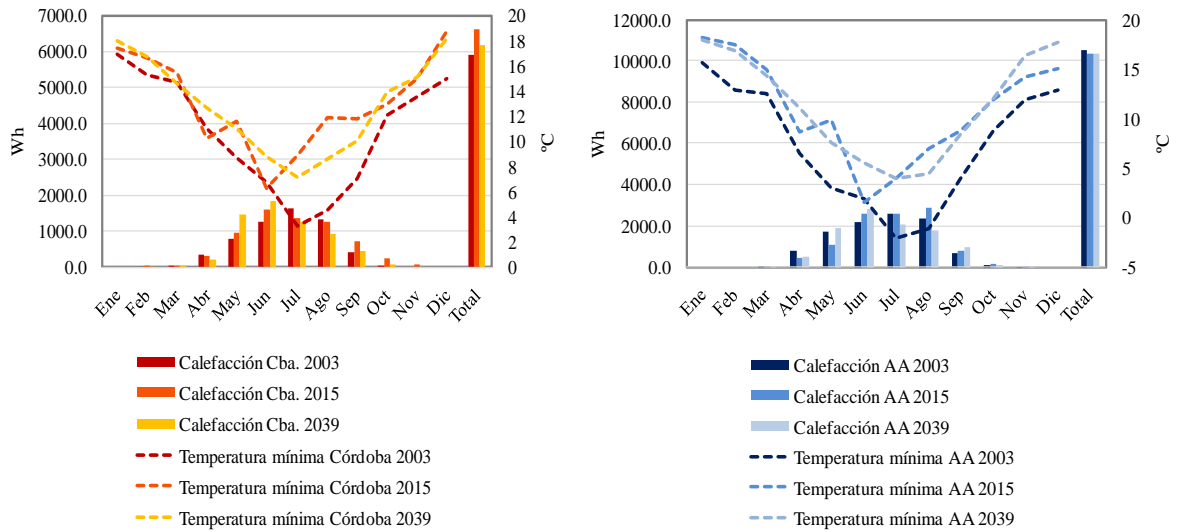 7000.0
6000.0
5000.0
4000.0
3000.0
2000.0
1000.0
0.0
Wh
20
18
16
14
12
10
8
6
4
2
0
ºC
Ene Feb Mar Abr May Jun Jul Ago Sep Oct Nov Dic Total
Calefacción Cba. 2003
Calefacción Cba. 2015
Calefacción Cba. 2039
Temperatura mínima Córdoba 2003
Temperatura mínima Córdoba 2015
Temperatura mínima Córdoba 2039
12000.0
10000.0
8000.0
6000.0
4000.0
2000.0
0.0
Wh
20
15
10
5
0
-5
ºC
Ene Feb Mar Abr May Jun Jul Ago Sep Oct Nov Dic Total
Calefacción AA 2003
Calefacción AA 2015
Calefacción AA 2039
Temperatura mínima AA 2003
Temperatura mínima AA 2015
Temperatura mínima AA 2039